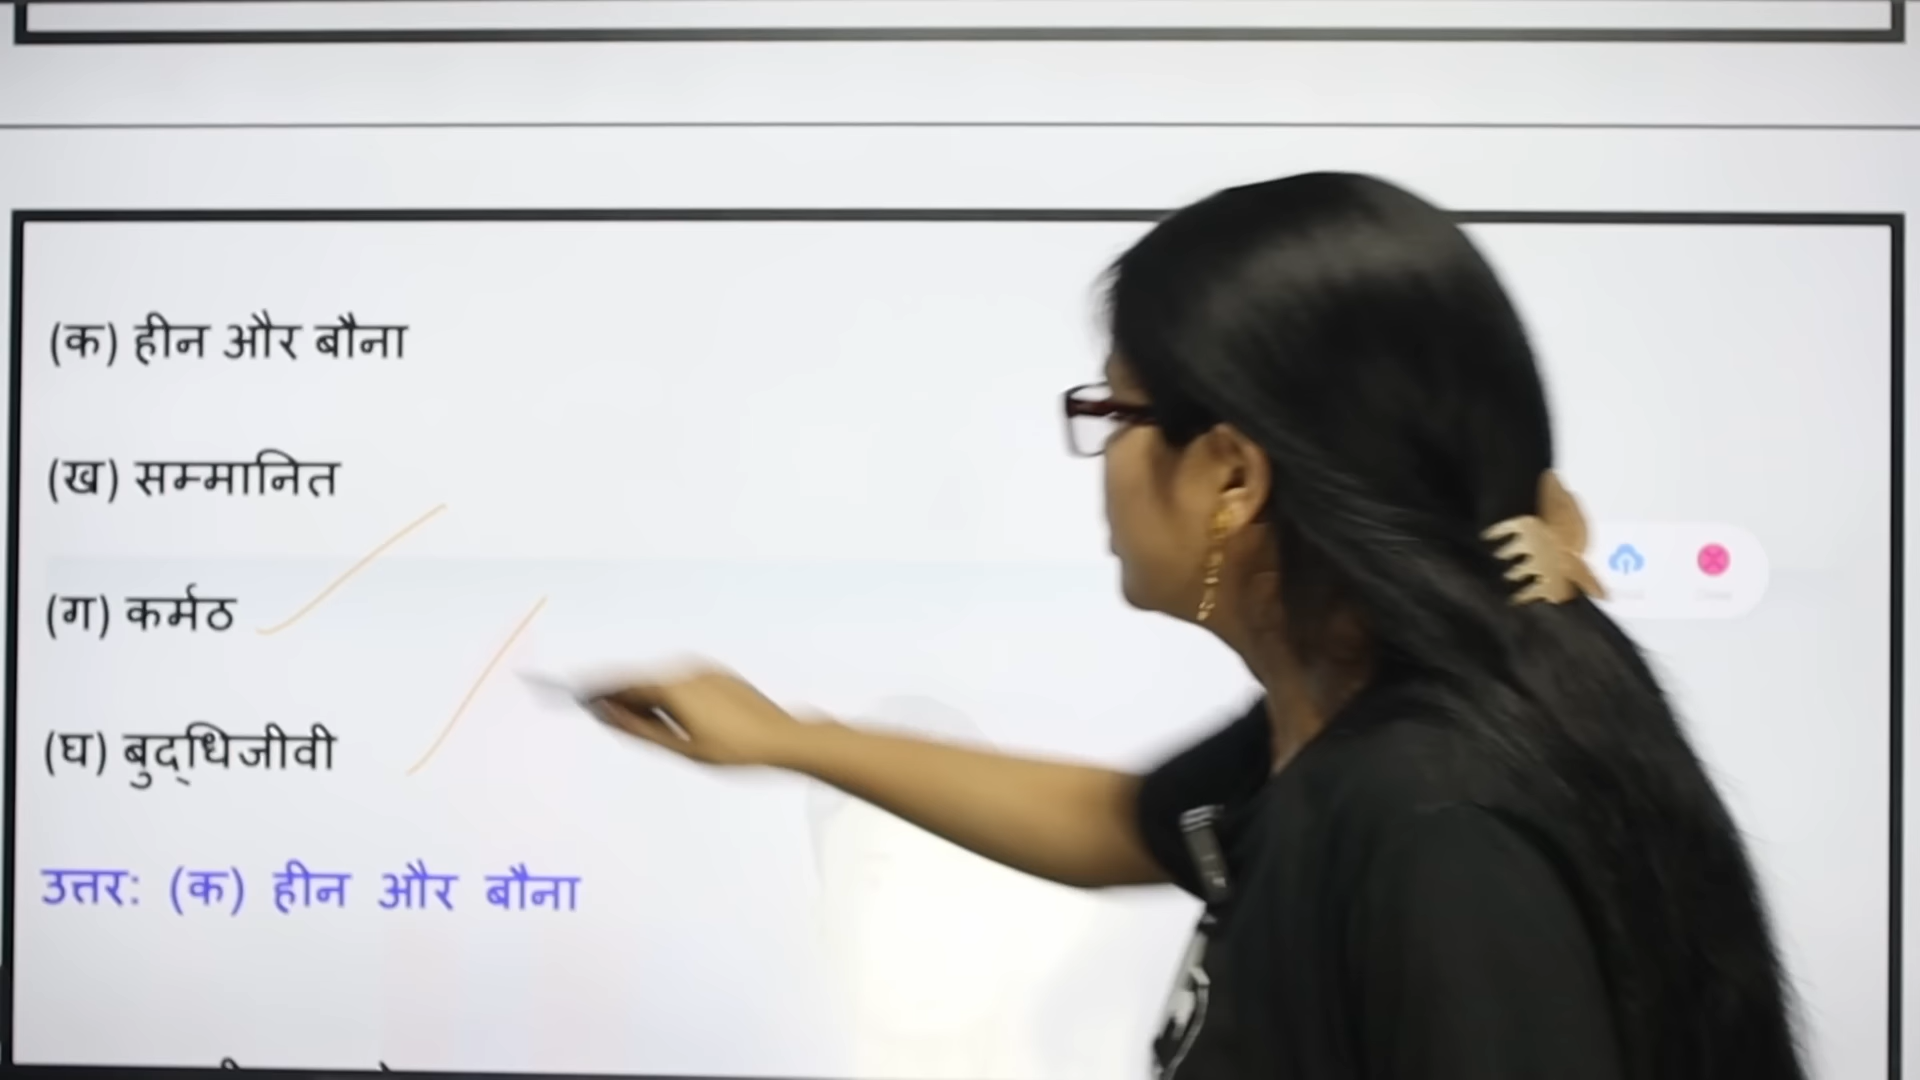 (क) हीन और बौना
(ख) सम्मानित
(ग) कर्मठ
(घ) बुद्धिजीवी
उत्तर: (क) हीन और बौना